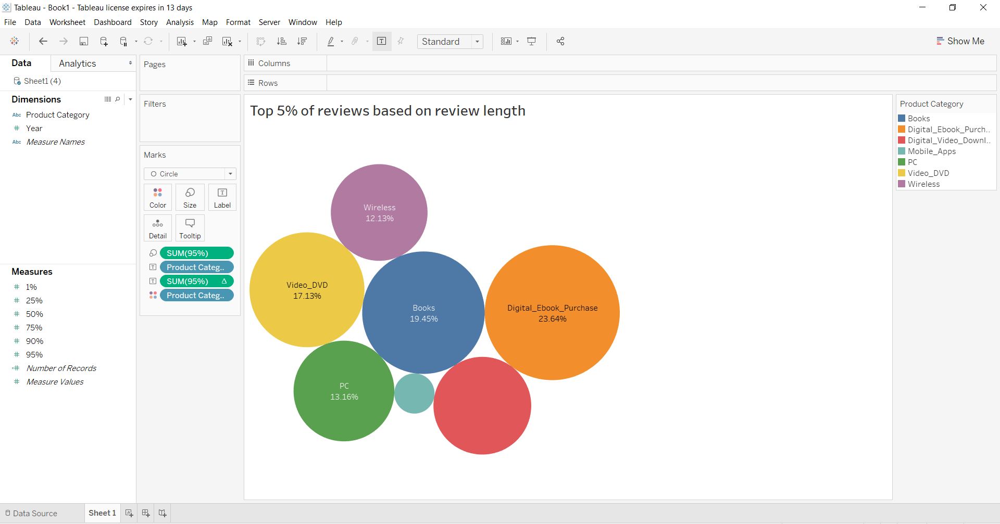 Tableau - Book1 - Tableau license expires in 13 days
File Data Worksheet Dashboard Story Analysis Map Format Server Window Help
Standard
Show Me
Data
Analytics
Sheet1 (4)
Dimensions
Abc Product Category
# Year
Abc Measure Names
Measures
# 1%
# 25%
# 50%
# 75%
# 90%
# 95%
=# Number of Records
# Measure Values
Pages
Filters
Marks
Circle
Color Size Label
Detail Tooltip
SUM(95%)
Product Categ..
SUM(95%) Δ
Product Categ..
Columns
Rows
Top 5% of reviews based on review length
Wireless
12.13%
Video_DVD
17.13%
Books
19.45%
Digital_Ebook_Purchase
23.64%
PC
13.16%
Product Category
Books
Digital_Ebook_Purch..
Digital_Video_Downl..
Mobile_Apps
PC
Video_DVD
Wireless
Data Source
Sheet 1